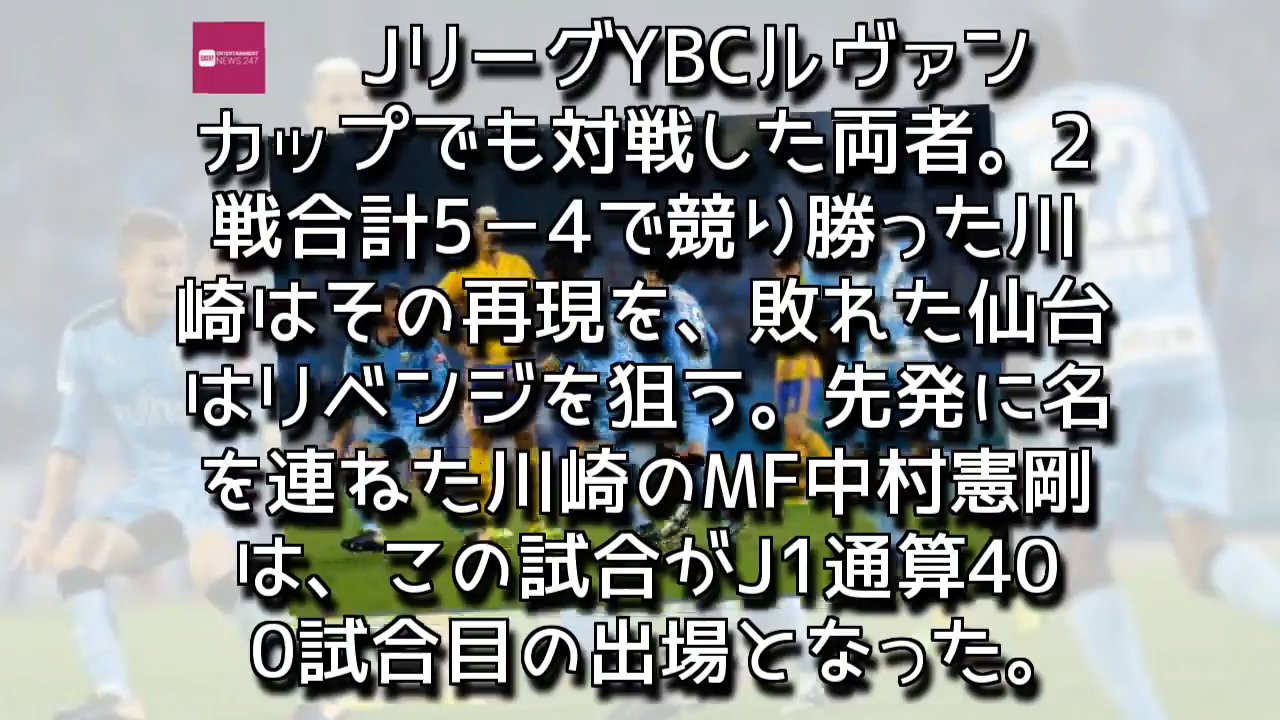 ENTERTAINMENT
NEWS 247
JリーグYBCルヴァン
カップでも対戦した両者。2
戦合計5－4で競り勝った川
崎はその再現を、敗れた仙台
はリベンジを狙う。先発に名
を連ねた川崎のMF中村憲剛
は、この試合がJ1通算40
0試合目の出場となった。
22